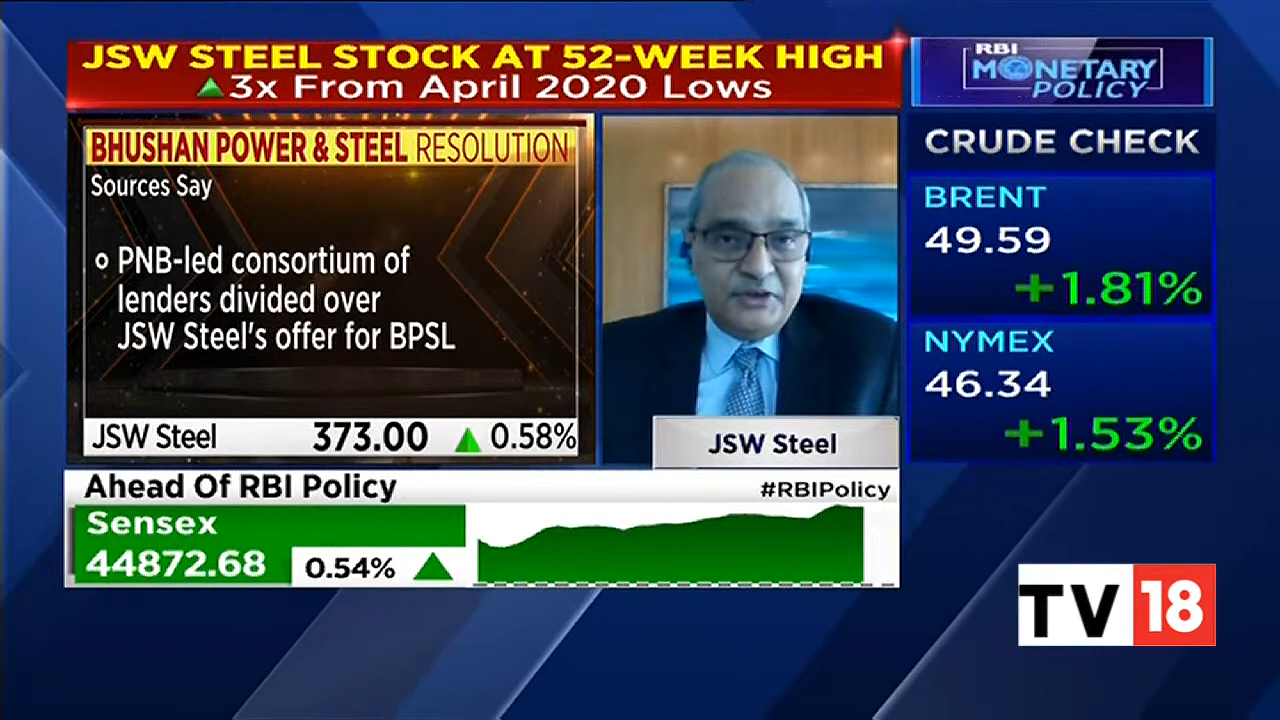 JSW STEEL STOCK AT 52-WEEK HIGH
3x From April 2020 Lows
RBI
MONETARY
POLICY
BHUSHAN POWER & STEEL RESOLUTION
Sources Say
PNB-led consortium of
lenders divided over
JSW Steel's offer for BPSL
JSW Steel 373.00 0.58%
JSW Steel
CRUDE CHECK
BRENT
49.59
+1.81%
NYMEX
46.34
+1.53%
Ahead Of RBI Policy #RBIPolicy
Sensex
44872.68 0.54%
TV18